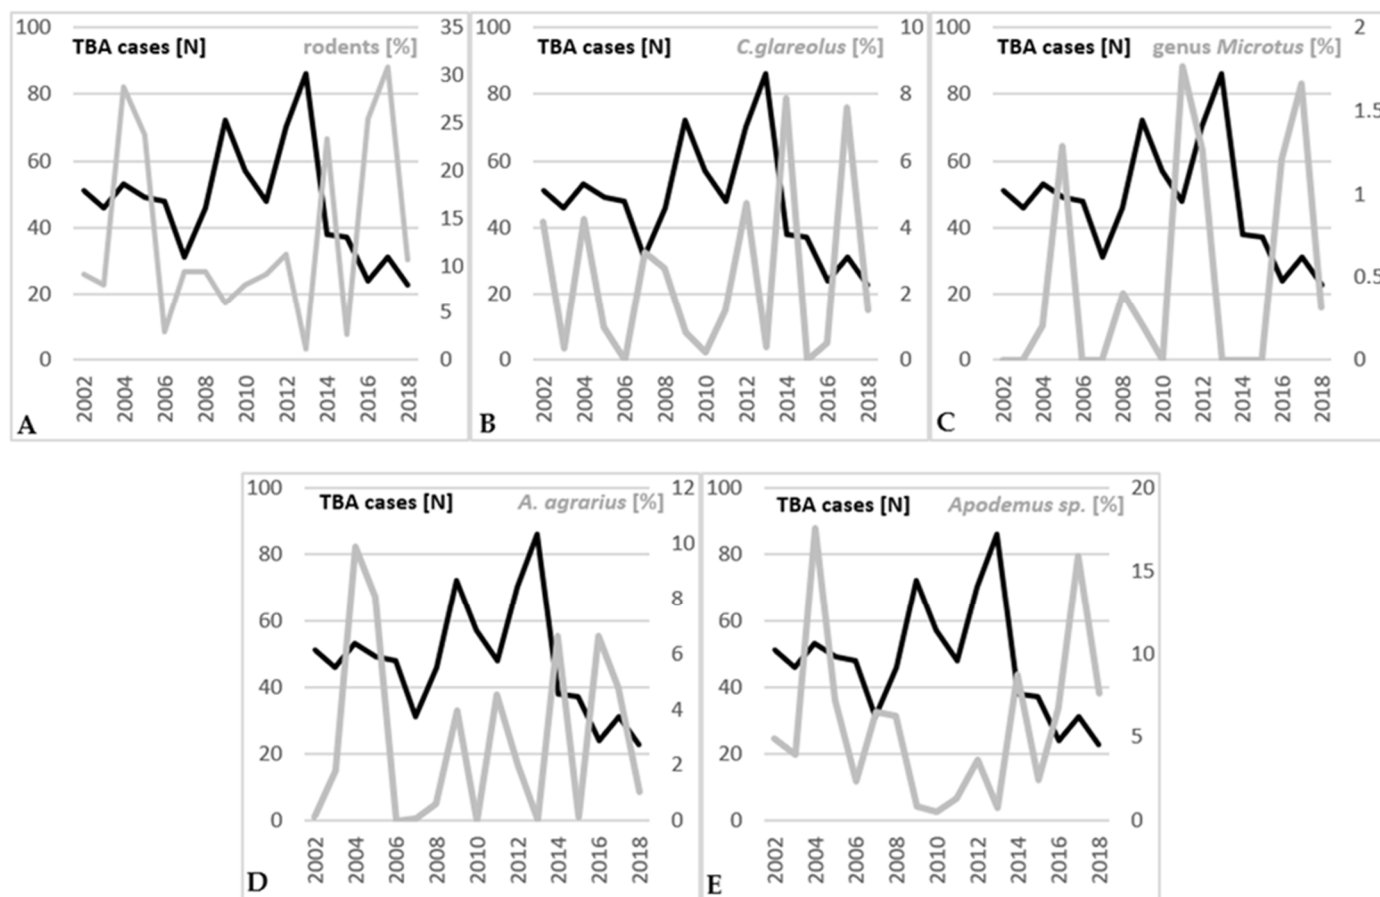 100 35 100 10 100 2
TBA cases [N] rodents [%] TBA cases [N] C.glareolus [%] TBA cases [N] genus Microtus [%]
30
80 80 8 80
25 1.5
60 20 60 6 60
1
15
40 40 4 40
10
0.5
20 20 2 20
5
0 0 0 0 0 0
2002 2004 2006 2008 2010 2012 2014 2016 2018 2002 2004 2006 2008 2010 2012 2014 2016 2018 2002 2004 2006 2008 2010 2012 2014 2016 2018
A B C
100 12 100 20
TBA cases [N] A. agrarius [%] TBA cases [N] Apodemus sp. [%]
10
80 80
15
8
60 60
6 10
40 40
4
5
20 20
2
0 0 0 0
2002 2004 2006 2008 2010 2012 2014 2016 2018 2002 2004 2006 2008 2010 2012 2014 2016 2018
D E